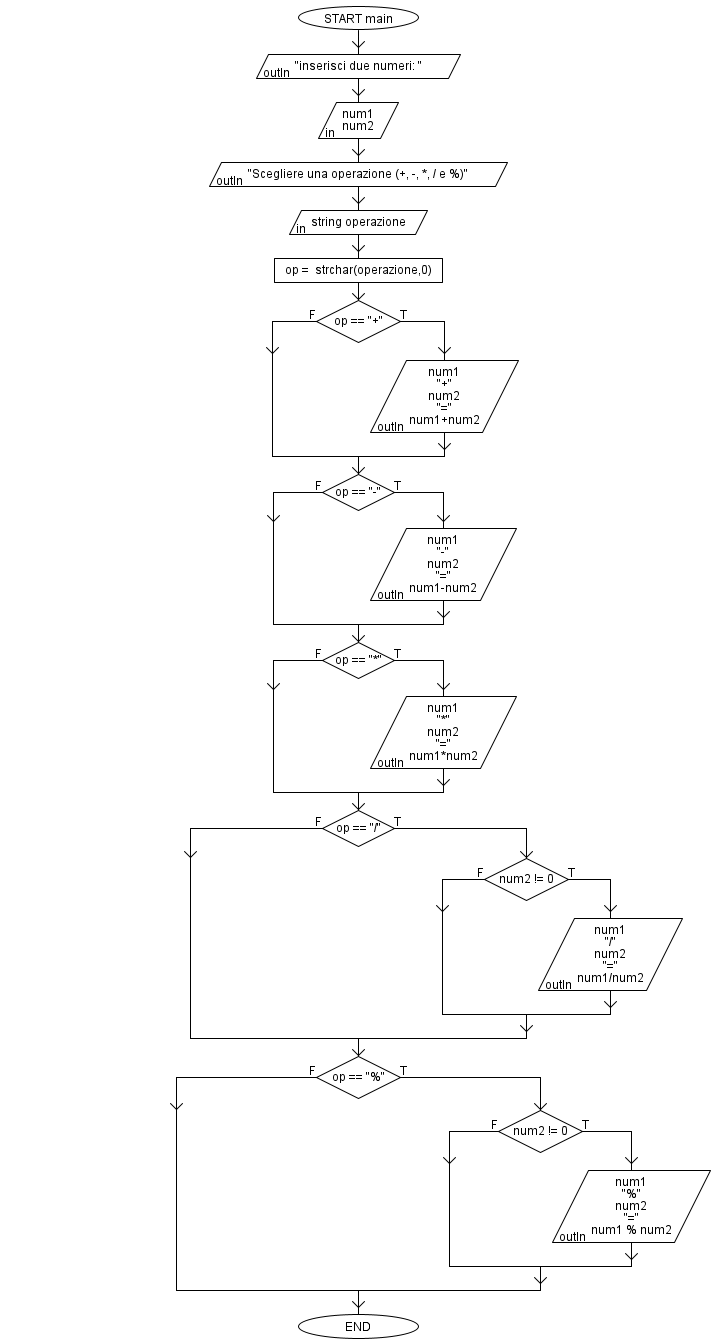 START main
"inserisci due numeri: "
outln
num1
num2
in
"Scegliere una operazione (+, -, *, / e %)"
outln
string operazione
in
op = strchar(operazione,0)
F
T
op == "+"
num1
"+"
num2
"="
num1+num2
outln
F
T
op == "-"
num1
"-"
num2
"="
num1-num2
outln
F
T
op == "*"
num1
"*"
num2
"="
num1*num2
outln
F
T
op == "/"
F
T
num2 != 0
num1
"/"
num2
"="
num1/num2
outln
F
T
op == "%"
F
T
num2 != 0
num1
"%"
num2
"="
num1 % num2
outln
END